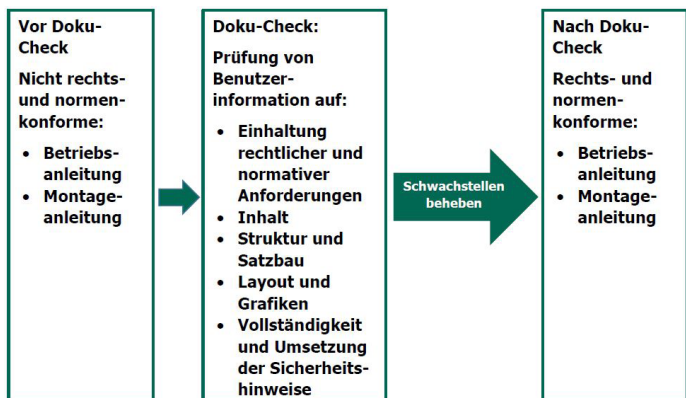 Vor Doku-
Check
Nicht rechts-
und normen-
konforme:
• Betriebs-
anleitung
• Montage-
anleitung
Doku-Check:
Prüfung von
Benutzer-
information auf:
• Einhaltung
rechtlicher und
normativer
Anforderungen
• Inhalt
• Struktur und
Satzbau
• Layout und
Grafiken
• Vollständigkeit
und Umsetzung
der Sicherheits-
hinweise
Schwachstellen
beheben
Nach Doku-
Check
Rechts- und
normen-
konforme:
• Betriebs-
anleitung
• Montage-
anleitung